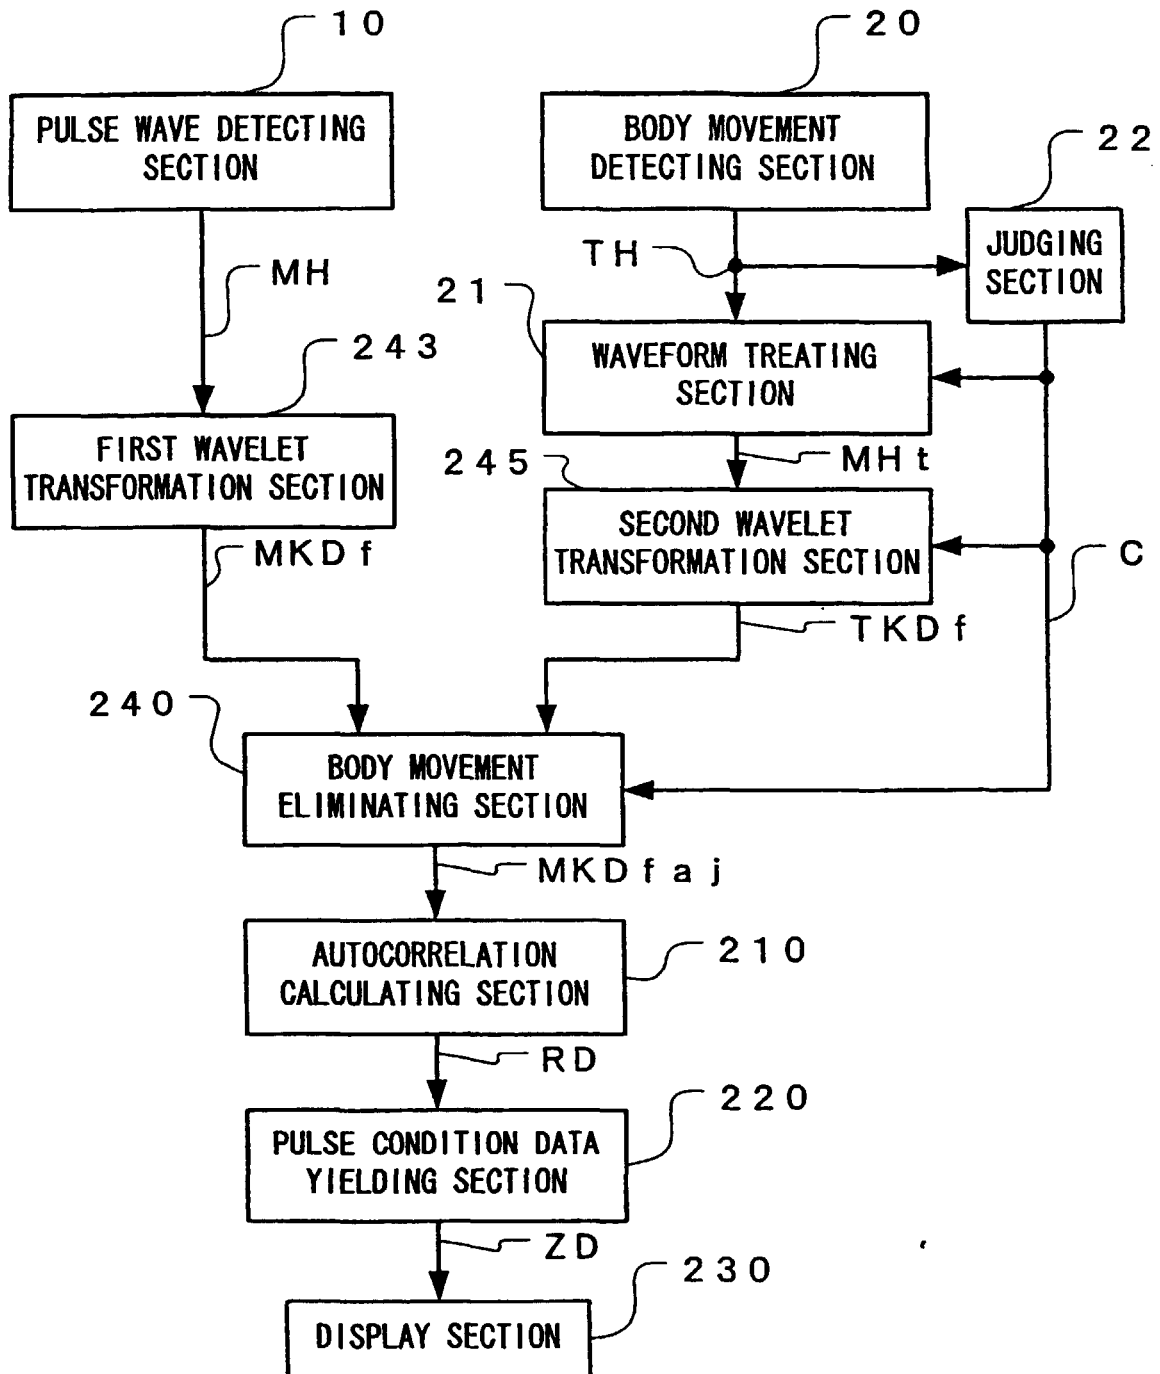 10
20
PULSE WAVE DETECTING
SECTION
BODY MOVEMENT
DETECTING SECTION
22
JUDGING
SECTION
TH
MH
21
WAVEFORM TREATING
SECTION
243
FIRST WAVELET
TRANSFORMATION SECTION
MHt
245
SECOND WAVELET
TRANSFORMATION SECTION
MKDf
C
TKDf
240
BODY MOVEMENT
ELIMINATING SECTION
MKDfaj
AUTOCORRELATION
CALCULATING SECTION
210
RD
220
PULSE CONDITION DATA
YIELDING SECTION
ZD
230
DISPLAY SECTION